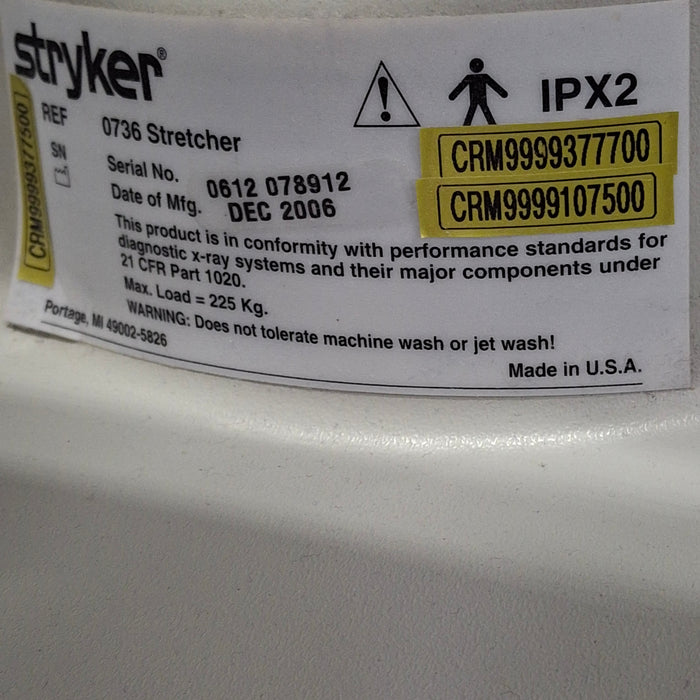 stryker®
IPX2
REF 0736 Stretcher
CRM9999377700
SN Serial No. 0612 078912
CRM9999107500
Date of Mfg. DEC 2006
This product is in conformity with performance standards for
diagnostic x-ray systems and their major components under
21 CFR Part 1020.
Max. Load = 225 Kg.
WARNING: Does not tolerate machine wash or jet wash!
Portage, MI 49002-5826
Made in U.S.A.
CRM9999377500